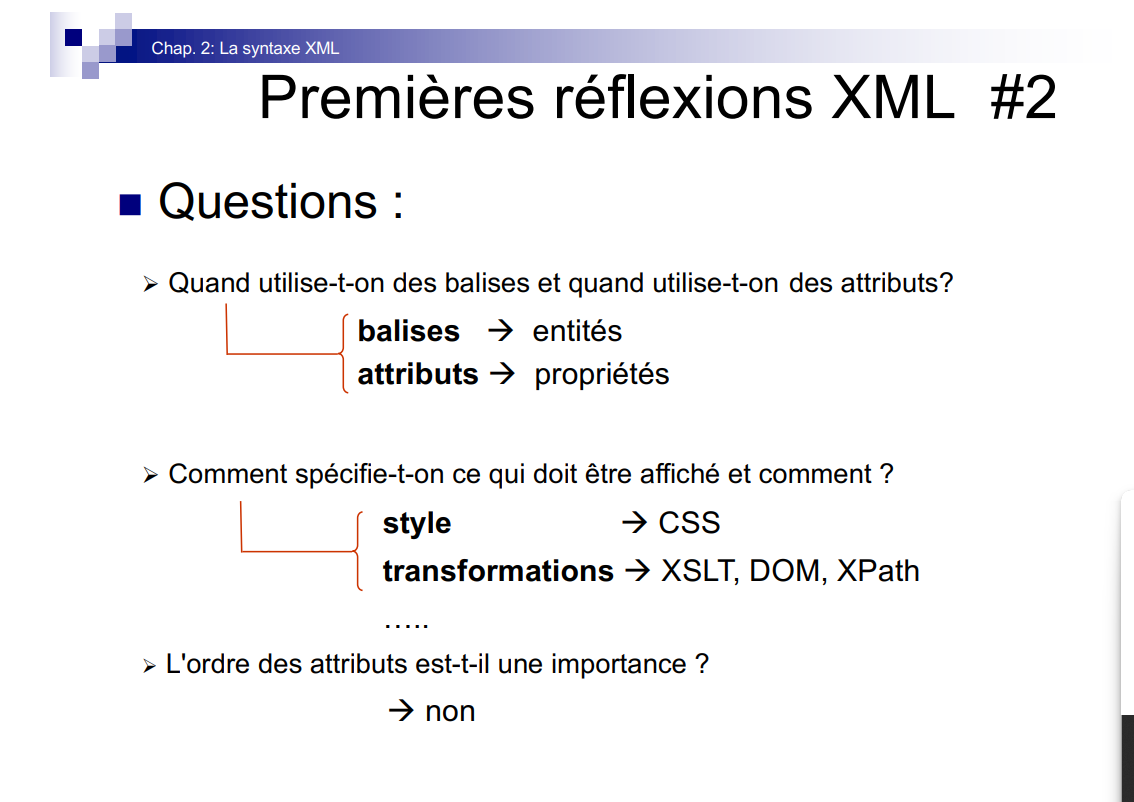 Chap. 2: La syntaxe XML
Premières réflexions XML #2
Questions :
Quand utilise-t-on des balises et quand utilise-t-on des attributs?
balises → entités
attributs → propriétés
Comment spécifie-t-on ce qui doit être affiché et comment ?
style → CSS
transformations → XSLT, DOM, XPath
…..
L'ordre des attributs est-t-il une importance ?
→ non